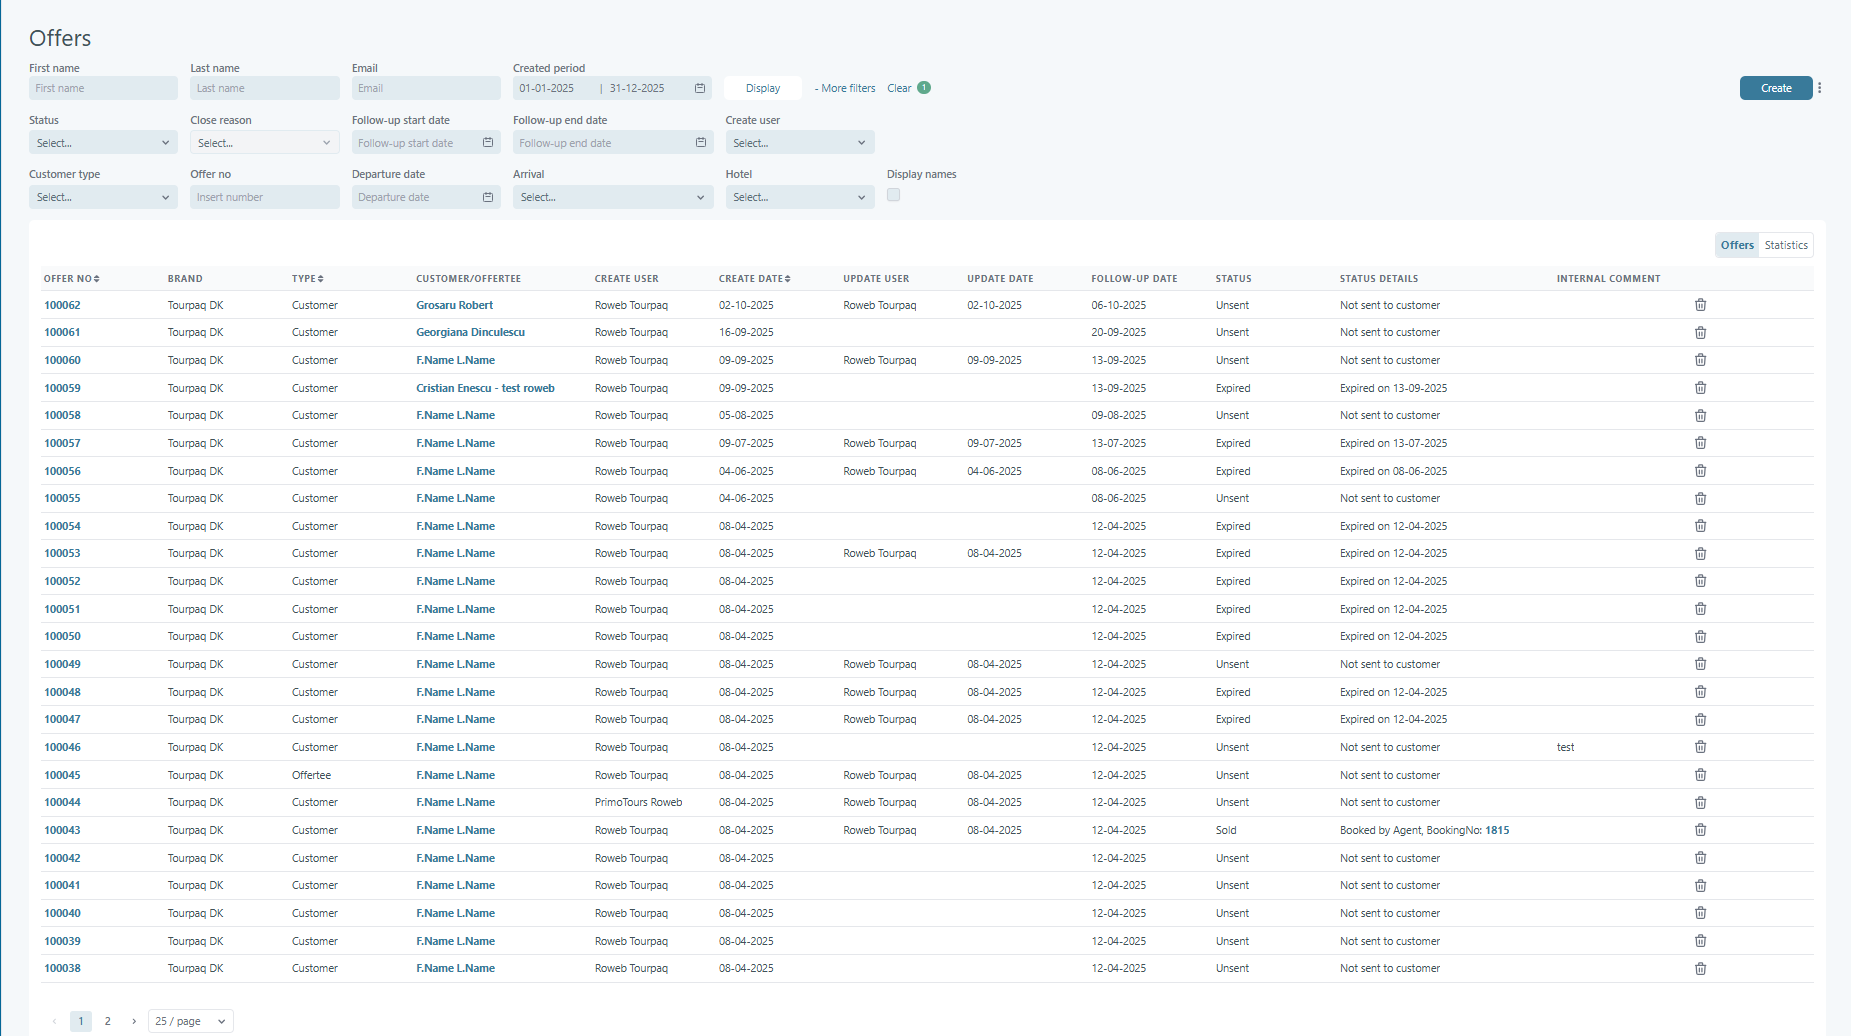 Offers
First name Last name Email Created period
First name Last name Email 01-01-2025 | 31-12-2025 Display - More filters Clear 1 Create
Status Close reason Follow-up start date Follow-up end date Create user
Select... Select... Follow-up start date Follow-up end date Select...
Customer type Offer no Departure date Arrival Hotel Display names
Select... Insert number Departure date Select... Select...
Offers Statistics
OFFER NO BRAND TYPE CUSTOMER/OFFERTEE CREATE USER CREATE DATE UPDATE USER UPDATE DATE FOLLOW-UP DATE STATUS STATUS DETAILS INTERNAL COMMENT
100062 Tourpaq DK Customer Grosaru Robert Roweb Tourpaq 02-10-2025 Roweb Tourpaq 02-10-2025 06-10-2025 Unsent Not sent to customer
100061 Tourpaq DK Customer Georgiana Dinculescu Roweb Tourpaq 16-09-2025 20-09-2025 Unsent Not sent to customer
100060 Tourpaq DK Customer F.Name L.Name Roweb Tourpaq 09-09-2025 Roweb Tourpaq 09-09-2025 13-09-2025 Unsent Not sent to customer
100059 Tourpaq DK Customer Cristian Enescu - test roweb Roweb Tourpaq 09-09-2025 13-09-2025 Expired Expired on 13-09-2025
100058 Tourpaq DK Customer F.Name L.Name Roweb Tourpaq 05-08-2025 09-08-2025 Unsent Not sent to customer
100057 Tourpaq DK Customer F.Name L.Name Roweb Tourpaq 09-07-2025 Roweb Tourpaq 09-07-2025 13-07-2025 Expired Expired on 13-07-2025
100056 Tourpaq DK Customer F.Name L.Name Roweb Tourpaq 04-06-2025 Roweb Tourpaq 04-06-2025 08-06-2025 Expired Expired on 08-06-2025
100055 Tourpaq DK Customer F.Name L.Name Roweb Tourpaq 04-06-2025 08-06-2025 Unsent Not sent to customer
100054 Tourpaq DK Customer F.Name L.Name Roweb Tourpaq 08-04-2025 12-04-2025 Expired Expired on 12-04-2025
100053 Tourpaq DK Customer F.Name L.Name Roweb Tourpaq 08-04-2025 Roweb Tourpaq 08-04-2025 12-04-2025 Expired Expired on 12-04-2025
100052 Tourpaq DK Customer F.Name L.Name Roweb Tourpaq 08-04-2025 12-04-2025 Expired Expired on 12-04-2025
100051 Tourpaq DK Customer F.Name L.Name Roweb Tourpaq 08-04-2025 12-04-2025 Expired Expired on 12-04-2025
100050 Tourpaq DK Customer F.Name L.Name Roweb Tourpaq 08-04-2025 12-04-2025 Expired Expired on 12-04-2025
100049 Tourpaq DK Customer F.Name L.Name Roweb Tourpaq 08-04-2025 Roweb Tourpaq 08-04-2025 12-04-2025 Unsent Not sent to customer
100048 Tourpaq DK Customer F.Name L.Name Roweb Tourpaq 08-04-2025 Roweb Tourpaq 08-04-2025 12-04-2025 Expired Expired on 12-04-2025
100047 Tourpaq DK Customer F.Name L.Name Roweb Tourpaq 08-04-2025 Roweb Tourpaq 08-04-2025 12-04-2025 Expired Expired on 12-04-2025
100046 Tourpaq DK Customer F.Name L.Name Roweb Tourpaq 08-04-2025 12-04-2025 Unsent Not sent to customer test
100045 Tourpaq DK Offertee F.Name L.Name Roweb Tourpaq 08-04-2025 Roweb Tourpaq 08-04-2025 12-04-2025 Unsent Not sent to customer
100044 Tourpaq DK Customer F.Name L.Name PrimoTours Roweb 08-04-2025 Roweb Tourpaq 08-04-2025 12-04-2025 Unsent Not sent to customer
100043 Tourpaq DK Customer F.Name L.Name Roweb Tourpaq 08-04-2025 Roweb Tourpaq 08-04-2025 12-04-2025 Sold Booked by Agent, BookingNo: 1815
100042 Tourpaq DK Customer F.Name L.Name Roweb Tourpaq 08-04-2025 12-04-2025 Unsent Not sent to customer
100041 Tourpaq DK Customer F.Name L.Name Roweb Tourpaq 08-04-2025 12-04-2025 Unsent Not sent to customer
100040 Tourpaq DK Customer F.Name L.Name Roweb Tourpaq 08-04-2025 12-04-2025 Unsent Not sent to customer
100039 Tourpaq DK Customer F.Name L.Name Roweb Tourpaq 08-04-2025 12-04-2025 Unsent Not sent to customer
100038 Tourpaq DK Customer F.Name L.Name Roweb Tourpaq 08-04-2025 12-04-2025 Unsent Not sent to customer
1 2 25 / page